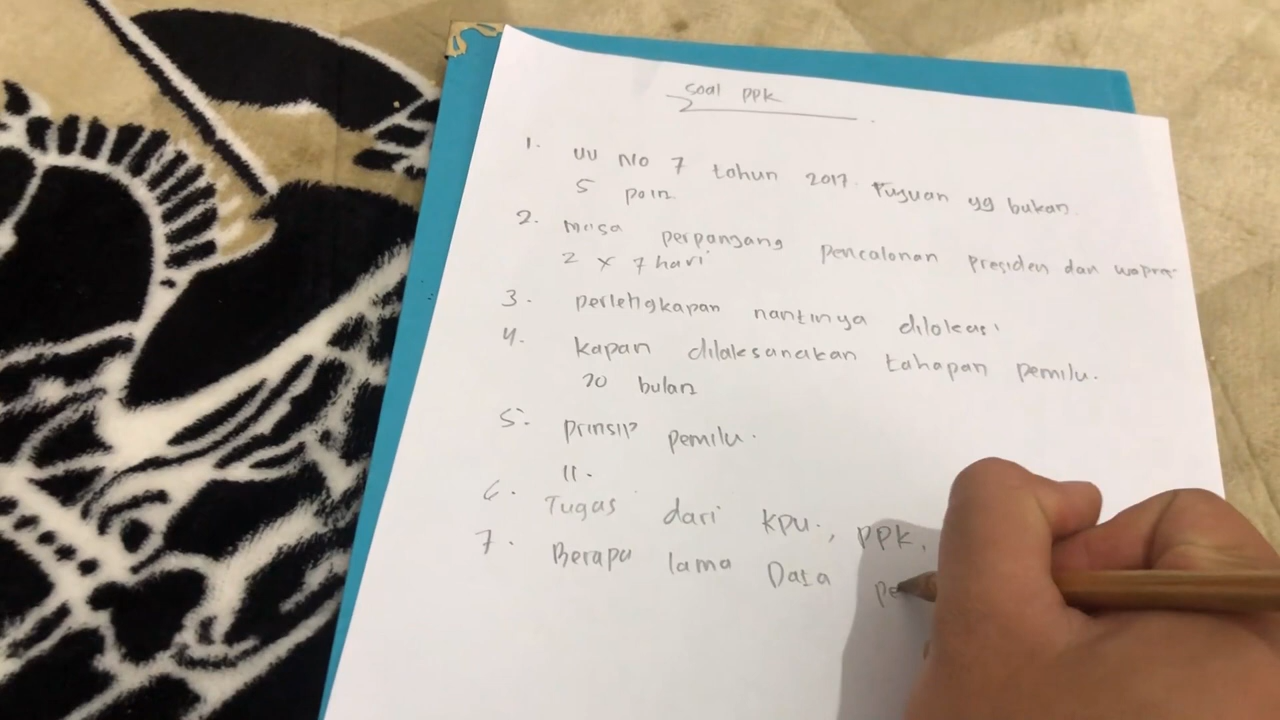 soal ppk
1. UU No 7 tahun 2017. Tujuan yg bukan.
5 poin.
2. Masa perpanjang pencalonan presiden dan wapre
2 x 7 hari
3. perlengkapan nantinya dilokasi
4. kapan dilaksanakan tahapan pemilu.
20 bulan
5. prinsip pemilu.
11.
6. Tugas dari kpu, PPK.
7. Berapa lama Data pe